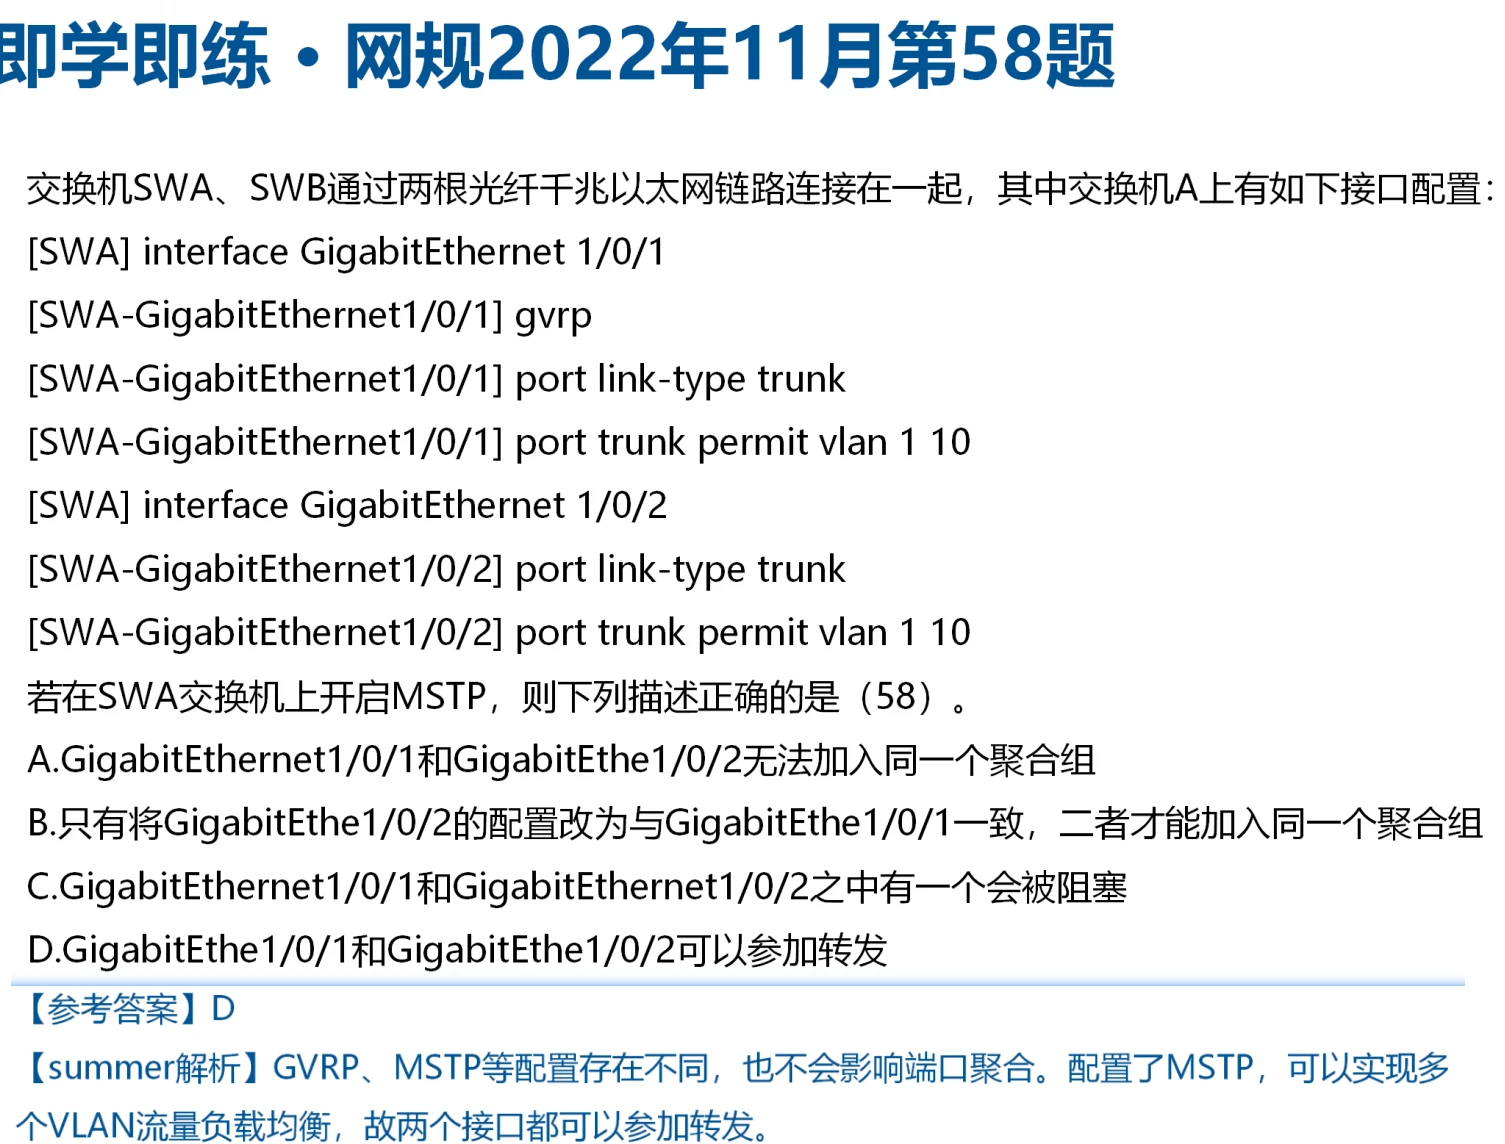 即学即练·网规2022年11月第58题
交换机SWA、SWB通过两根光纤千兆以太网链路连接在一起，其中交换机A上有如下接口配置：
[SWA] interface GigabitEthernet 1/0/1
[SWA-GigabitEthernet1/0/1] gvrp
[SWA-GigabitEthernet1/0/1] port link-type trunk
[SWA-GigabitEthernet1/0/1] port trunk permit vlan 1 10
[SWA] interface GigabitEthernet 1/0/2
[SWA-GigabitEthernet1/0/2] port link-type trunk
[SWA-GigabitEthernet1/0/2] port trunk permit vlan 1 10
若在SWA交换机上开启MSTP，则下列描述正确的是（58）。
A.GigabitEthernet1/0/1和GigabitEthe1/0/2无法加入同一个聚合组
B.只有将GigabitEthe1/0/2的配置改为与GigabitEthe1/0/1一致，二者才能加入同一个聚合组
C.GigabitEthernet1/0/1和GigabitEthernet1/0/2之中有一个会被阻塞
D.GigabitEthe1/0/1和GigabitEthe1/0/2可以参加转发
【参考答案】D
【summer解析】GVRP、MSTP等配置存在不同，也不会影响端口聚合。配置了MSTP，可以实现多
个VLAN流量负载均衡，故两个接口都可以参加转发。